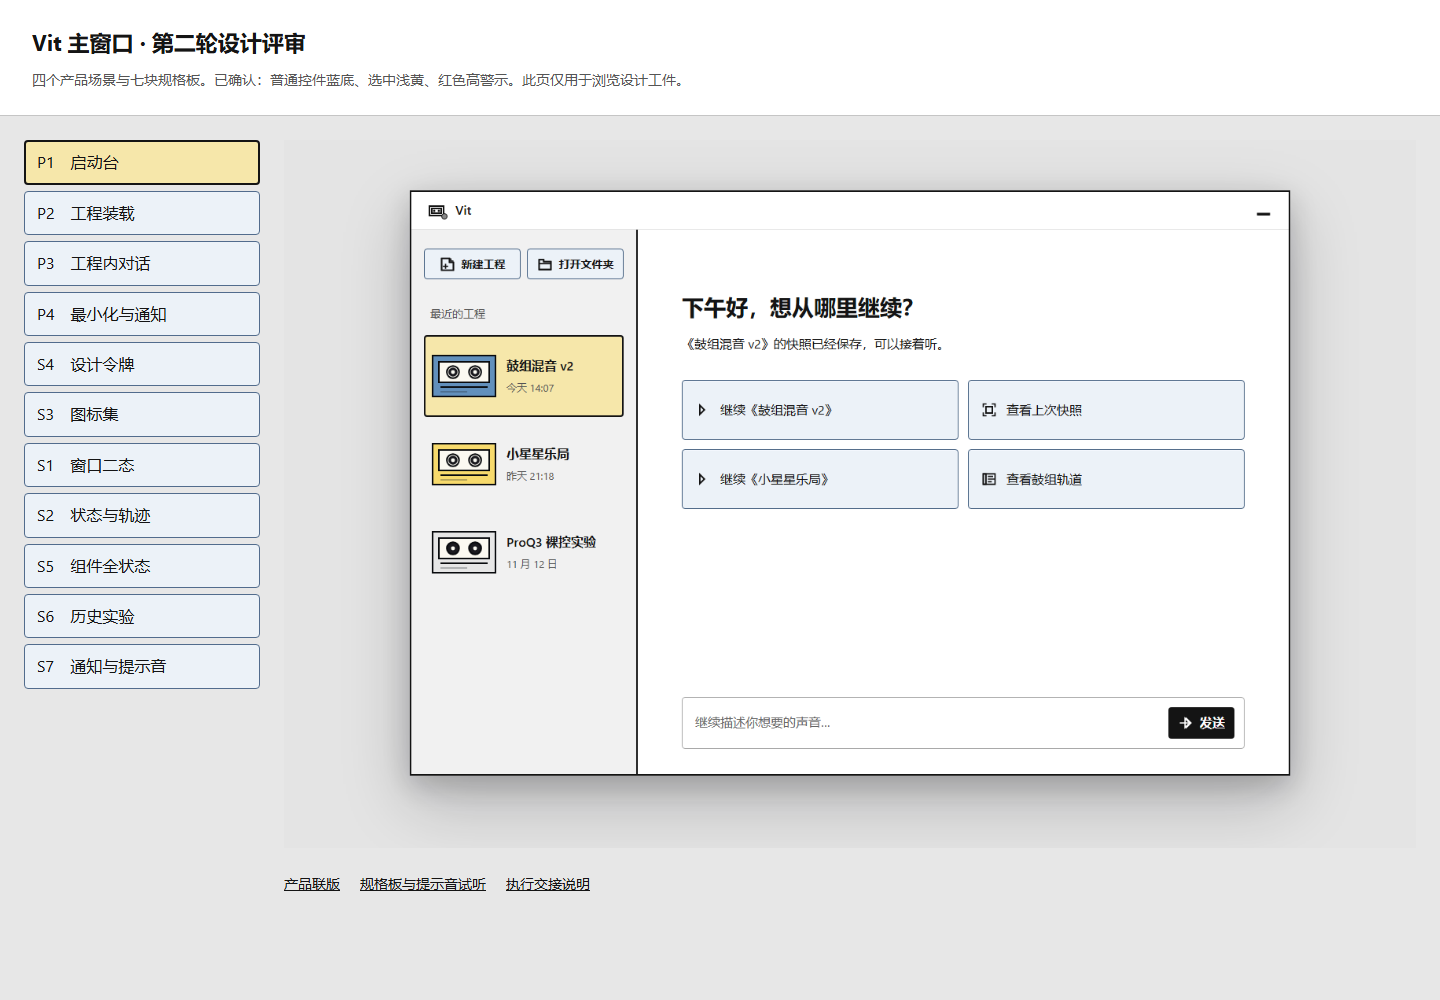 Vit 主窗口 · 第二轮设计评审
四个产品场景与七块规格板。已确认：普通控件蓝底、选中浅黄、红色高警示。此页仅用于浏览设计工件。
P1 启动台
P2 工程装载
P3 工程内对话
P4 最小化与通知
S4 设计令牌
S3 图标集
S1 窗口二态
S2 状态与轨迹
S5 组件全状态
S6 历史实验
S7 通知与提示音
Vit
新建工程
打开文件夹
最近的工程
鼓组混音 v2
今天 14:07
小星星乐局
昨天 21:18
ProQ3 裸控实验
11 月 12 日
下午好，想从哪里继续？
《鼓组混音 v2》的快照已经保存，可以接着听。
继续《鼓组混音 v2》
查看上次快照
继续《小星星乐局》
查看鼓组轨道
继续描述你想要的声音...
发送
产品联版
规格板与提示音试听
执行交接说明